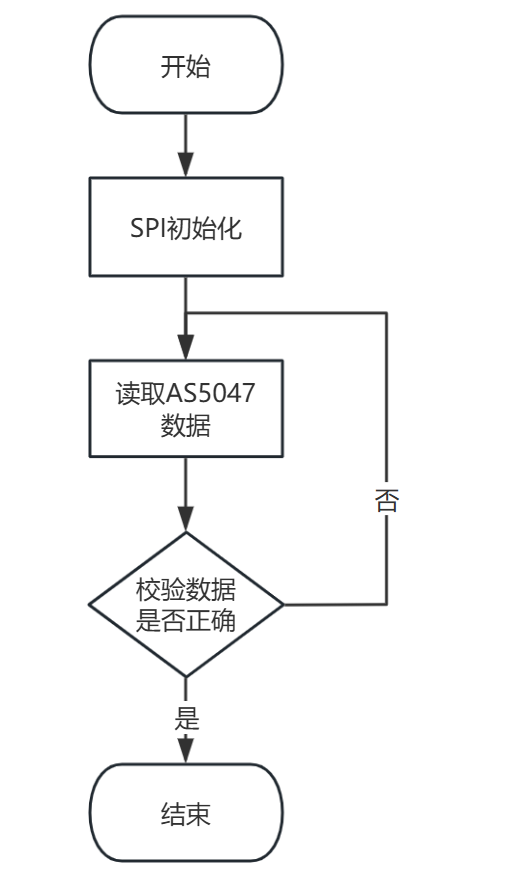 开始
SPI初始化
读取AS5047
数据
否
校验数据
是否正确
是
结束